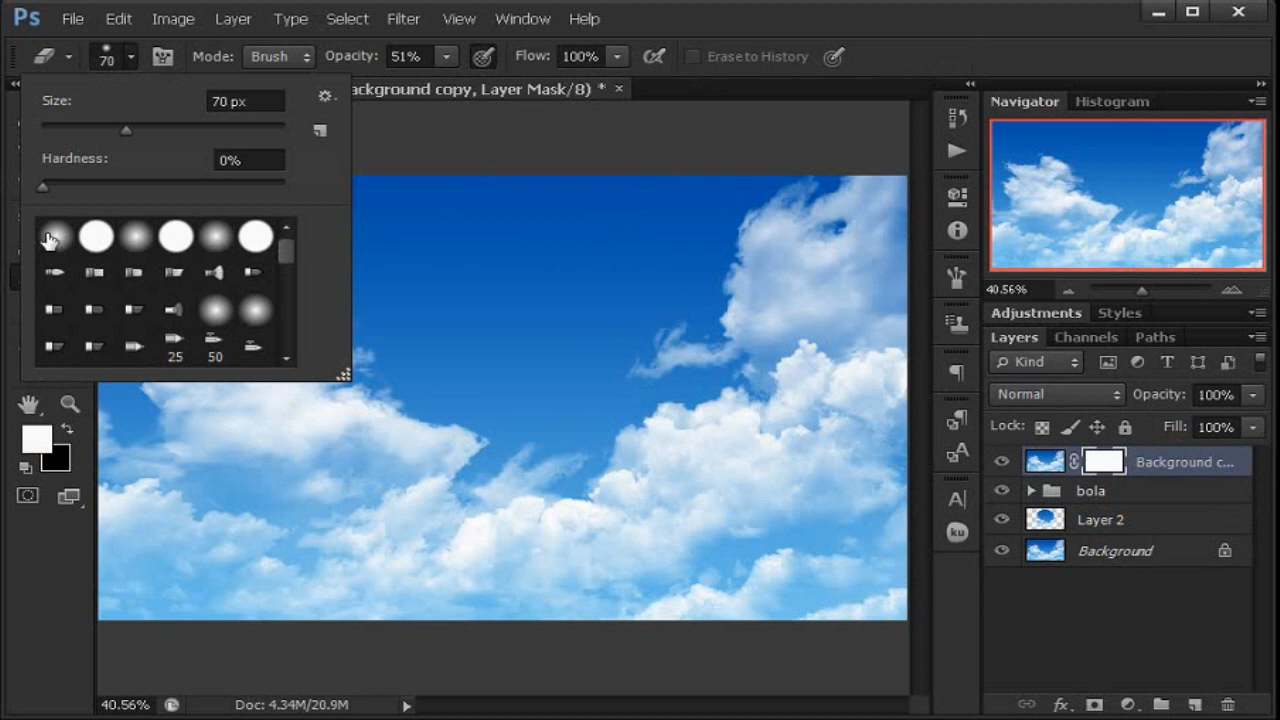 Ps File Edit Image Layer Type Select Filter View Window Help
70 Mode: Brush Opacity: 51% Flow: 100% Erase to History
ackground copy, Layer Mask/8) * ×
Size: 70 px
Hardness: 0%
25 50
Navigator Histogram
40.56%
Adjustments Styles
Layers Channels Paths
Kind
Normal Opacity: 100%
Lock: Fill: 100%
Background c...
bola
Layer 2
Background
A|
ku
40.56% Doc: 4.34M/20.9M
fx